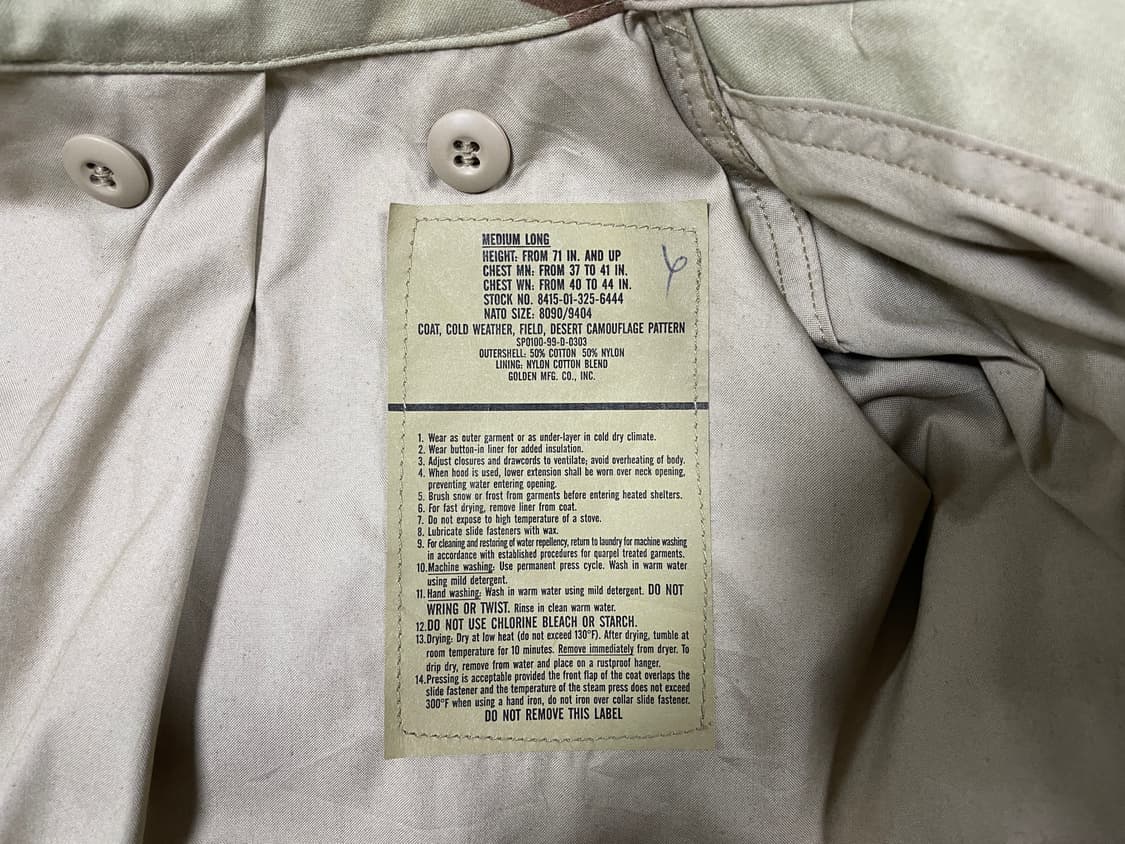 MEDIUM LONG
HEIGHT: FROM 71 IN. AND UP
CHEST MN: FROM 37 TO 41 IN.
CHEST WN: FROM 40 TO 44 IN.
STOCK NO. 8415-01-325-6444
NATO SIZE: 8090/9404
COAT, COLD WEATHER, FIELD, DESERT CAMOUFLAGE PATTERN
SPO100-99-D-0303
OUTERSHELL: 50% COTTON 50% NYLON
LINING: NYLON COTTON BLEND
GOLDEN MFG. CO., INC.
1. Wear as outer garment or as under-layer in cold dry climate.
2. Wear button-in liner for added insulation.
3. Adjust closures and drawcords to ventilate; avoid overheating of body.
4. When hood is used, lower extension shall be worn over neck opening,
preventing water entering opening.
5. Brush snow or frost from garments before entering heated shelters.
6. For fast drying, remove liner from coat.
7. Do not expose to high temperature of a stove.
8. Lubricate slide fasteners with wax.
9. For cleaning and restoring of water repellency, return to laundry for machine washing
in accordance with established procedures for quarpel treated garments.
10. Machine washing: Use permanent press cycle. Wash in warm water
using mild detergent.
11. Hand washing: Wash in warm water using mild detergent. DO NOT
WRING OR TWIST. Rinse in clean warm water.
12. DO NOT USE CHLORINE BLEACH OR STARCH.
13. Drying: Dry at low heat (do not exceed 130°F). After drying, tumble at
room temperature for 10 minutes. Remove immediately from dryer. To
drip dry, remove from water and place on a rustproof hanger.
14. Pressing is acceptable provided the front flap of the coat overlaps the
slide fastener and the temperature of the steam press does not exceed
300°F when using a hand iron, do not iron over collar slide fastener.
DO NOT REMOVE THIS LABEL